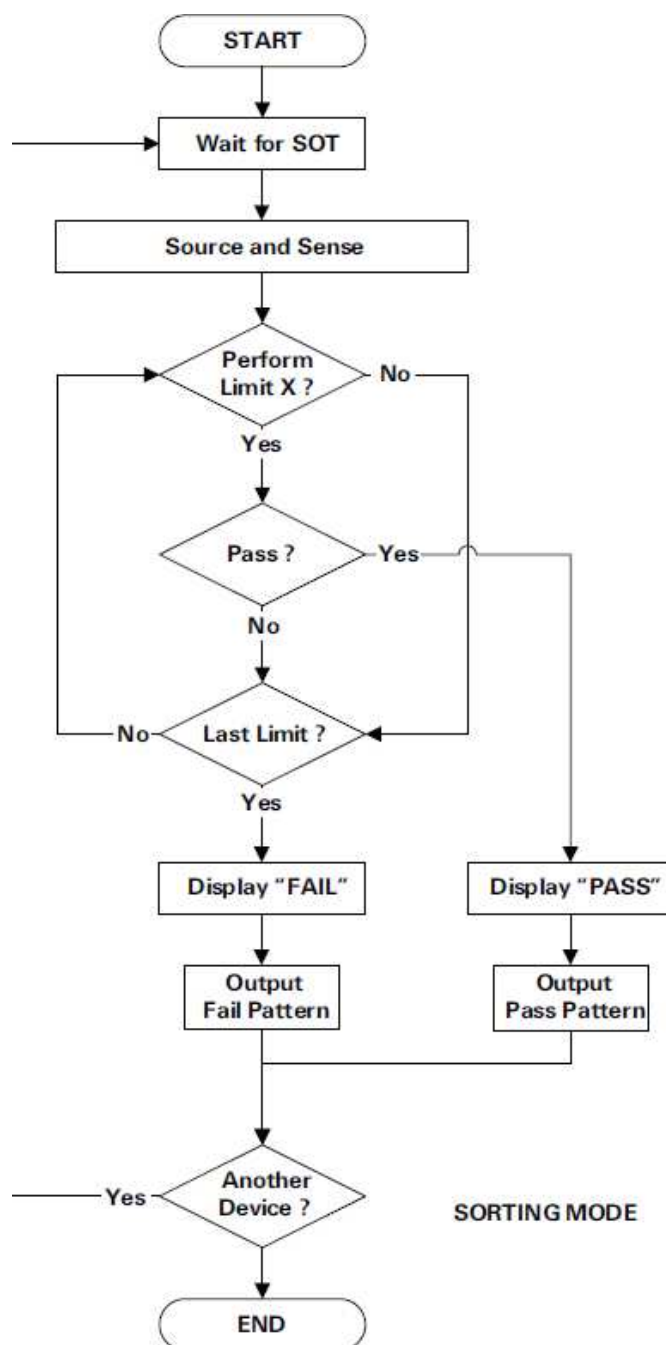 START
Wait for SOT
Source and Sense
Perform
Limit X ?
No
Yes
Pass ?
Yes
No
No
Last Limit ?
Yes
Display "FAIL"
Display "PASS"
Output
Fail Pattern
Output
Pass Pattern
Yes
Another
Device ?
SORTING MODE
END